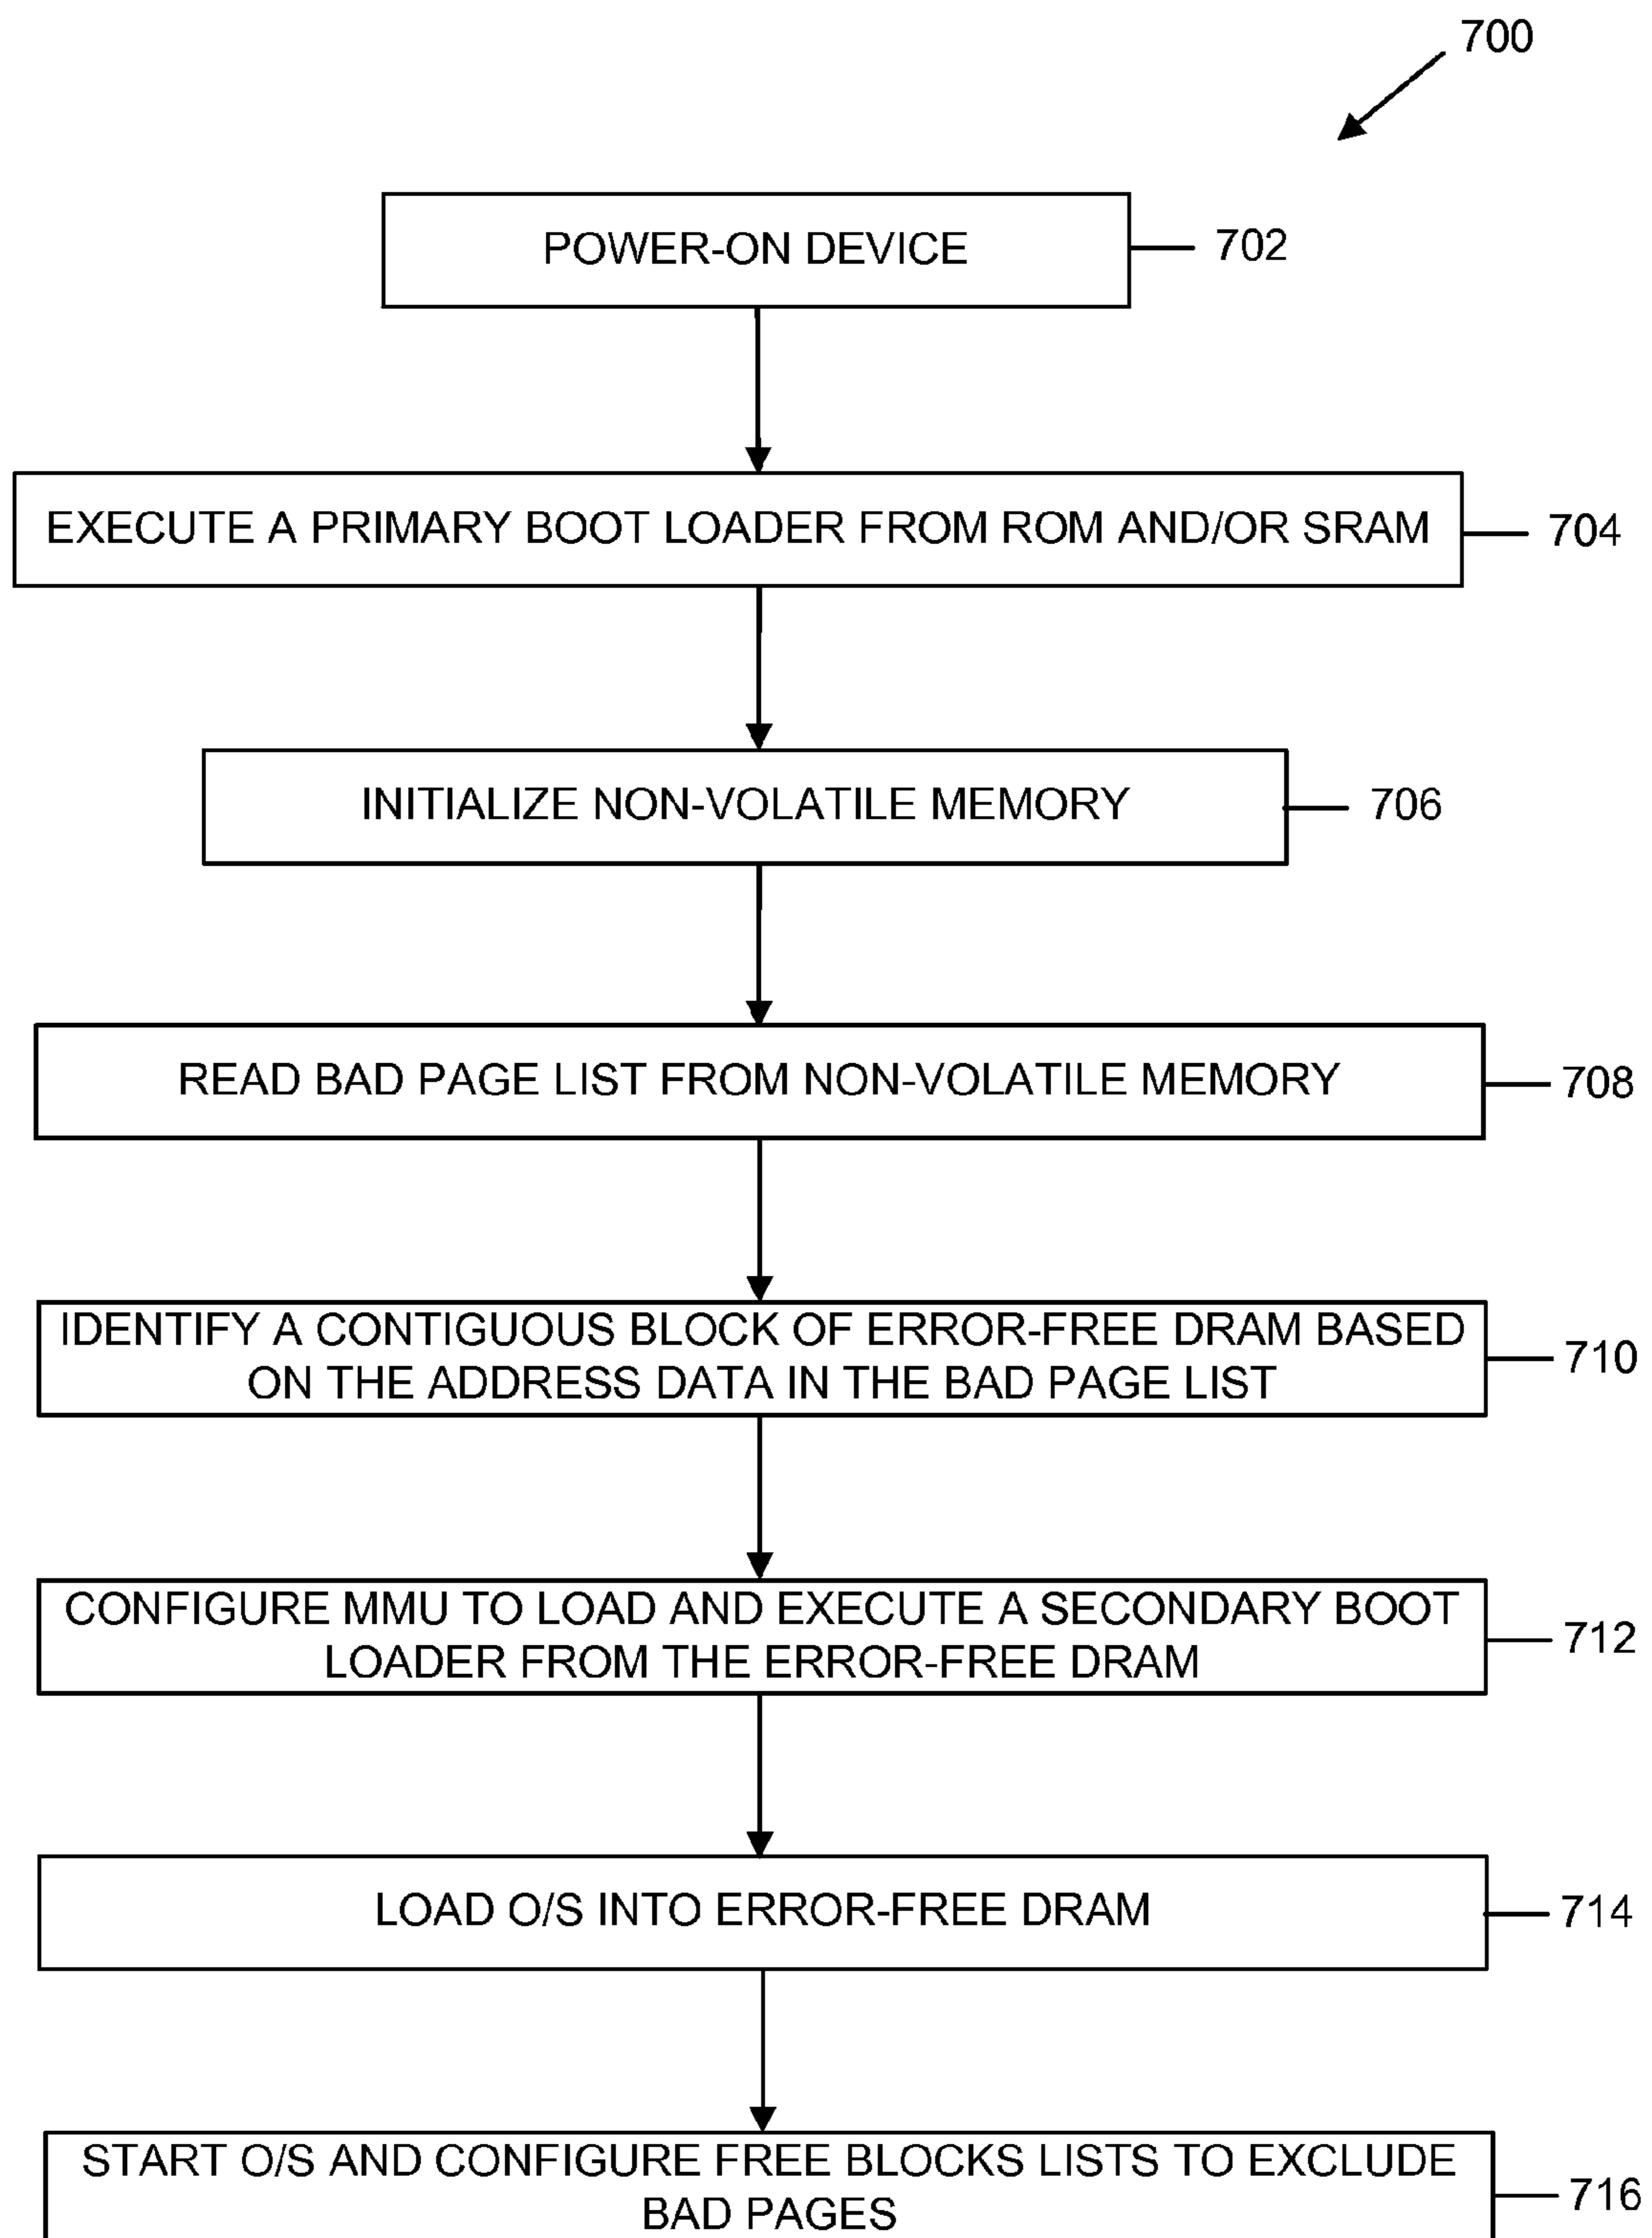 700
POWER-ON DEVICE
702
EXECUTE A PRIMARY BOOT LOADER FROM ROM AND/OR SRAM
704
INITIALIZE NON-VOLATILE MEMORY
706
READ BAD PAGE LIST FROM NON-VOLATILE MEMORY
708
IDENTIFY A CONTIGUOUS BLOCK OF ERROR-FREE DRAM BASED
ON THE ADDRESS DATA IN THE BAD PAGE LIST
710
CONFIGURE MMU TO LOAD AND EXECUTE A SECONDARY BOOT
LOADER FROM THE ERROR-FREE DRAM
712
LOAD O/S INTO ERROR-FREE DRAM
714
START O/S AND CONFIGURE FREE BLOCKS LISTS TO EXCLUDE
BAD PAGES
716